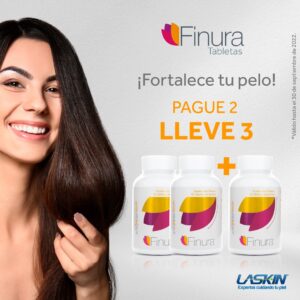 Finura
Tabletas
¡Fortalece tu pelo!
PAGUE 2
LLEVE 3
*Válido hasta el 30 de septiembre de 2022.
+
Finura
Finura
Finura
LASKIN
Expertos cuidando tu piel